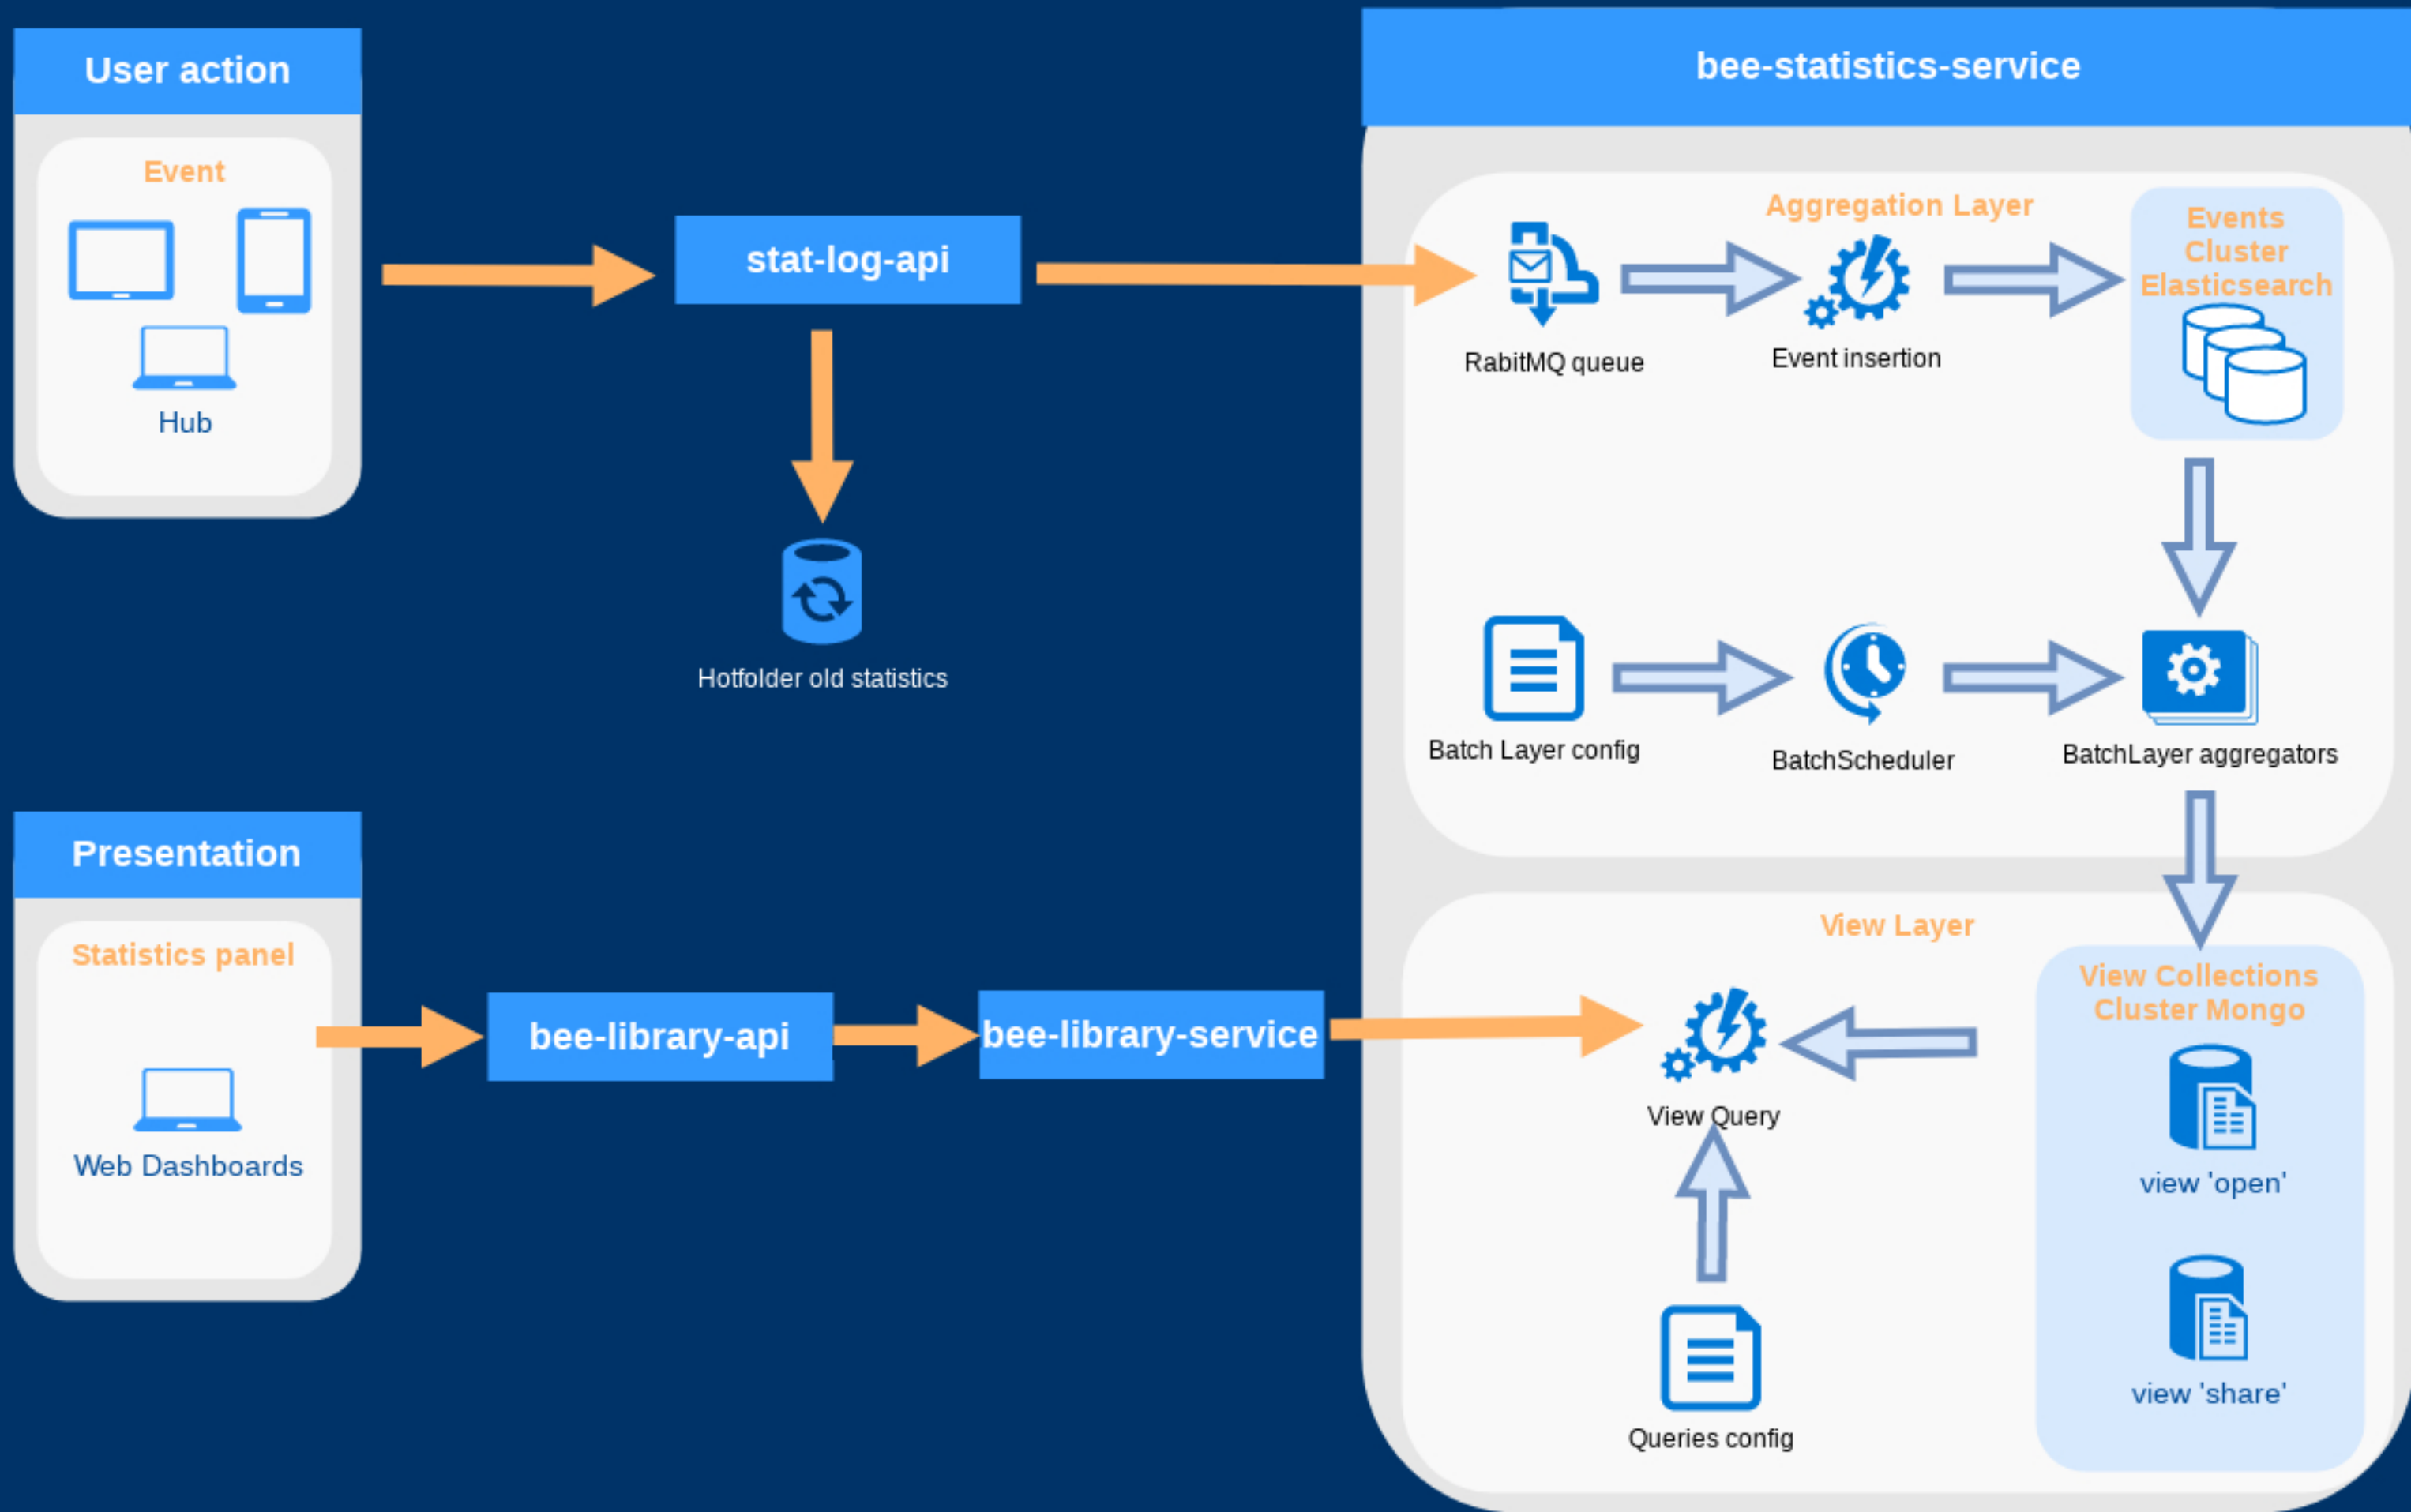 User action
Event
Hub
stat-log-api
Hotfolder old statistics
bee-statistics-service
Aggregation Layer
RabitMQ queue
Event insertion
Events
Cluster
Elasticsearch
Batch Layer config
BatchScheduler
BatchLayer aggregators
Presentation
Statistics panel
Web Dashboards
bee-library-api
bee-library-service
View Layer
View Query
Queries config
View Collections
Cluster Mongo
view 'open'
view 'share'